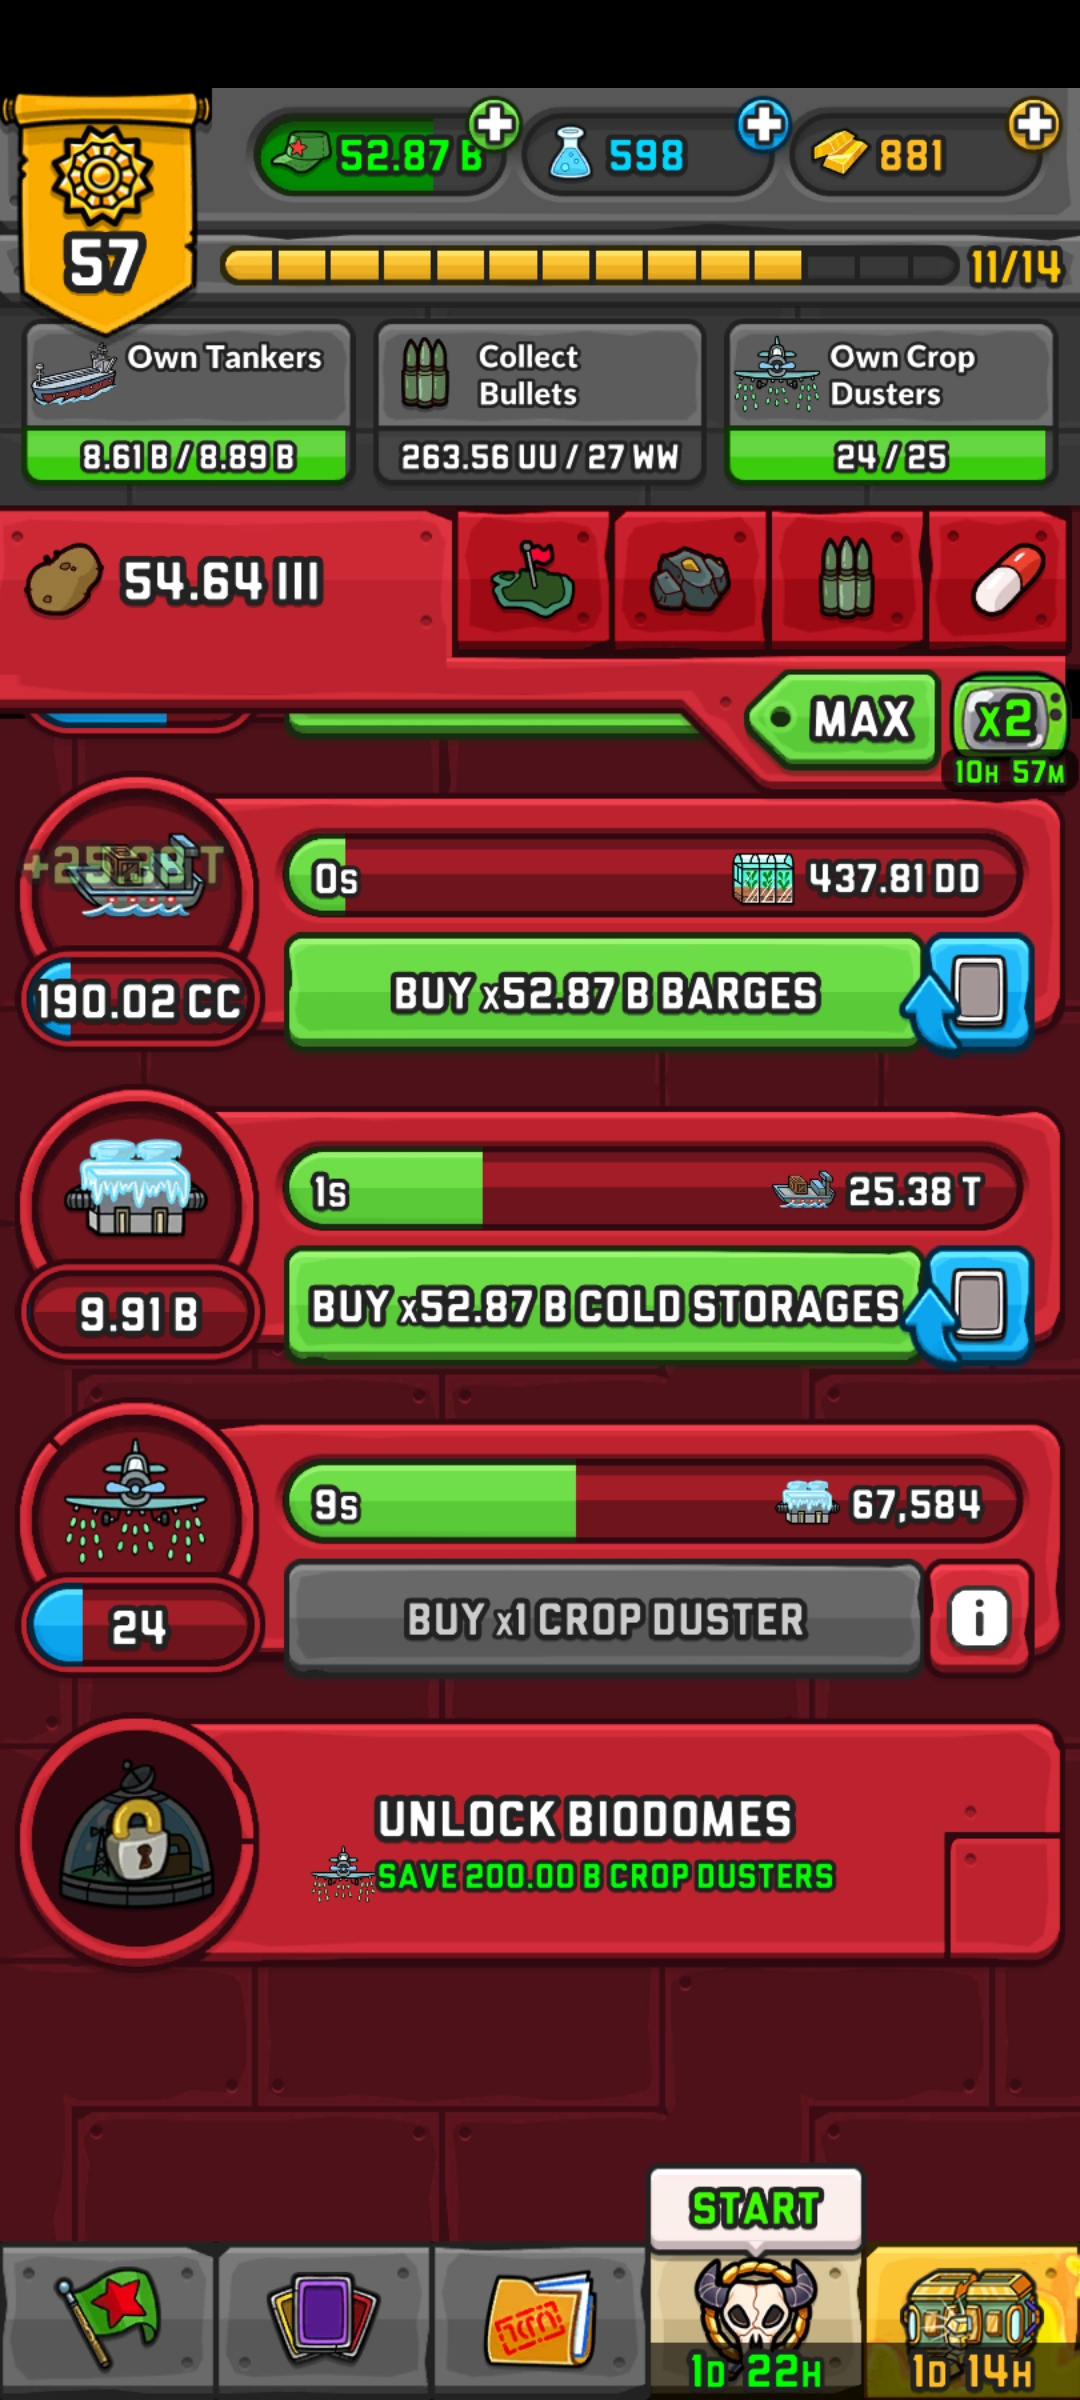 52.87 B
598
881
57
11/14
Own Tankers
8.61 B / 8.89 B
Collect
Bullets
263.56 UU / 27 WW
Own Crop
Dusters
24 / 25
54.64 III
MAX
x2
10H 57M
+25.38 T
0s
437.81 DD
190.02 CC
BUY x52.87 B BARGES
1s
25.38 T
9.91 B
BUY x52.87 B COLD STORAGES
9s
67,584
24
BUY x1 CROP DUSTER
i
UNLOCK BIODOMES
SAVE 200.00 B CROP DUSTERS
START
1D 22H
1D 14H